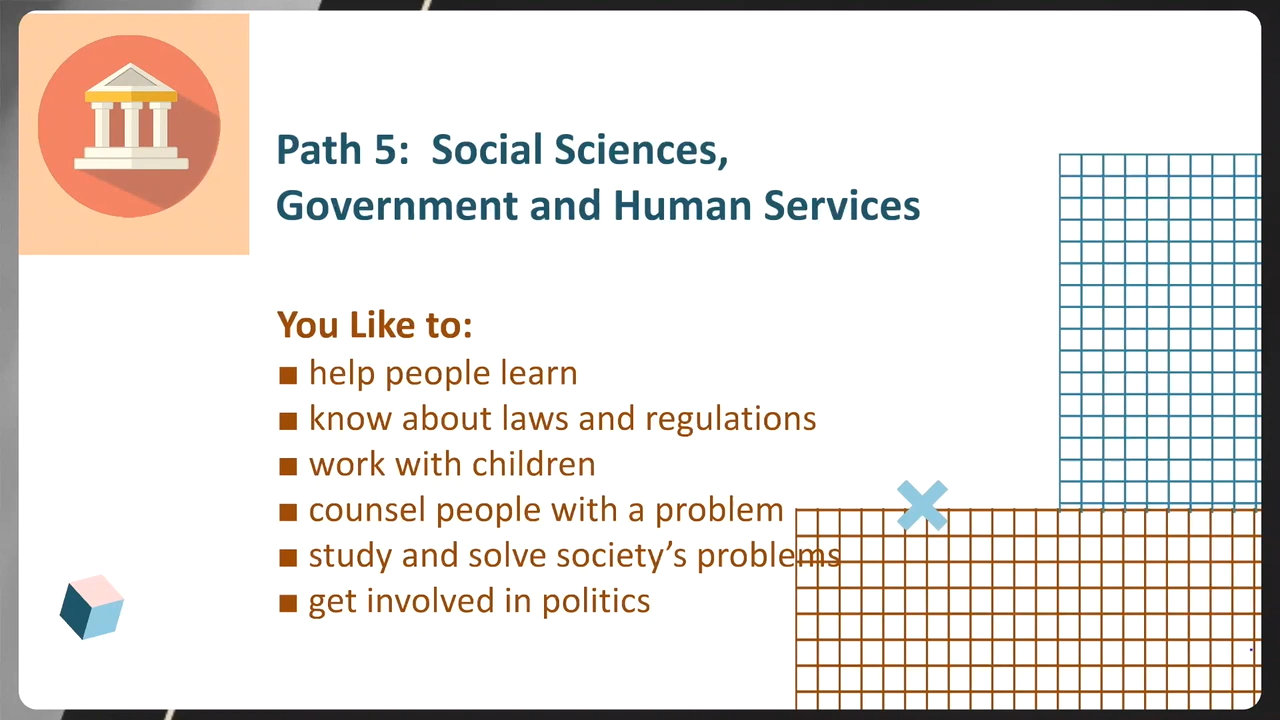 Path 5:  Social Sciences,
Government and Human Services
You Like to:
■ help people learn
■ know about laws and regulations
■ work with children
■ counsel people with a problem
■ study and solve society’s problems
■ get involved in politics